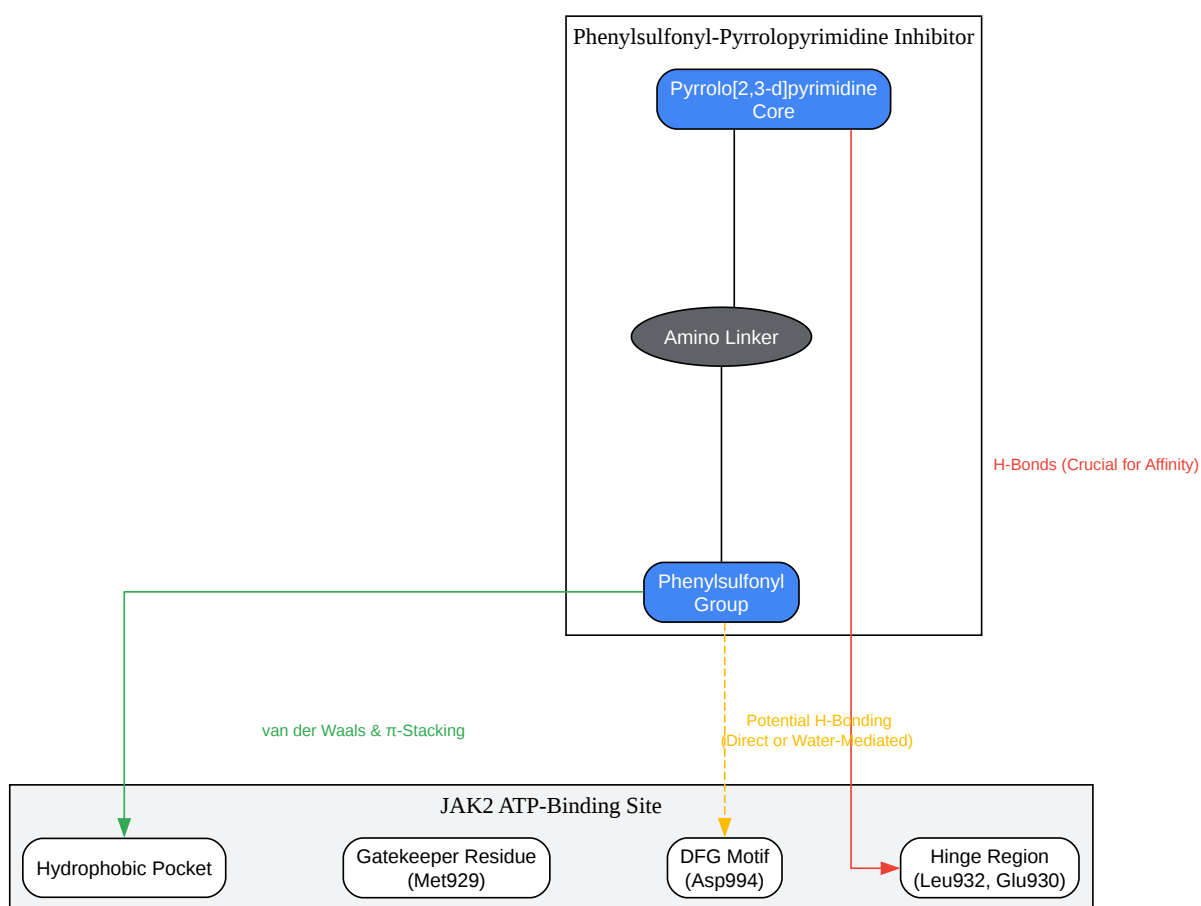 Phenylsulfonyl-Pyrrolopyrimidine Inhibitor
Pyrrolo[2,3-d]pyrimidine
Core
Amino Linker
H-Bonds (Crucial for Affinity)
Phenylsulfonyl
Group
van der Waals & π-Stacking
Potential H-Bonding
(Direct or Water-Mediated)
JAK2 ATP-Binding Site
Hydrophobic Pocket
Gatekeeper Residue
(Met929)
DFG Motif
(Asp994)
Hinge Region
(Leu932, Glu930)